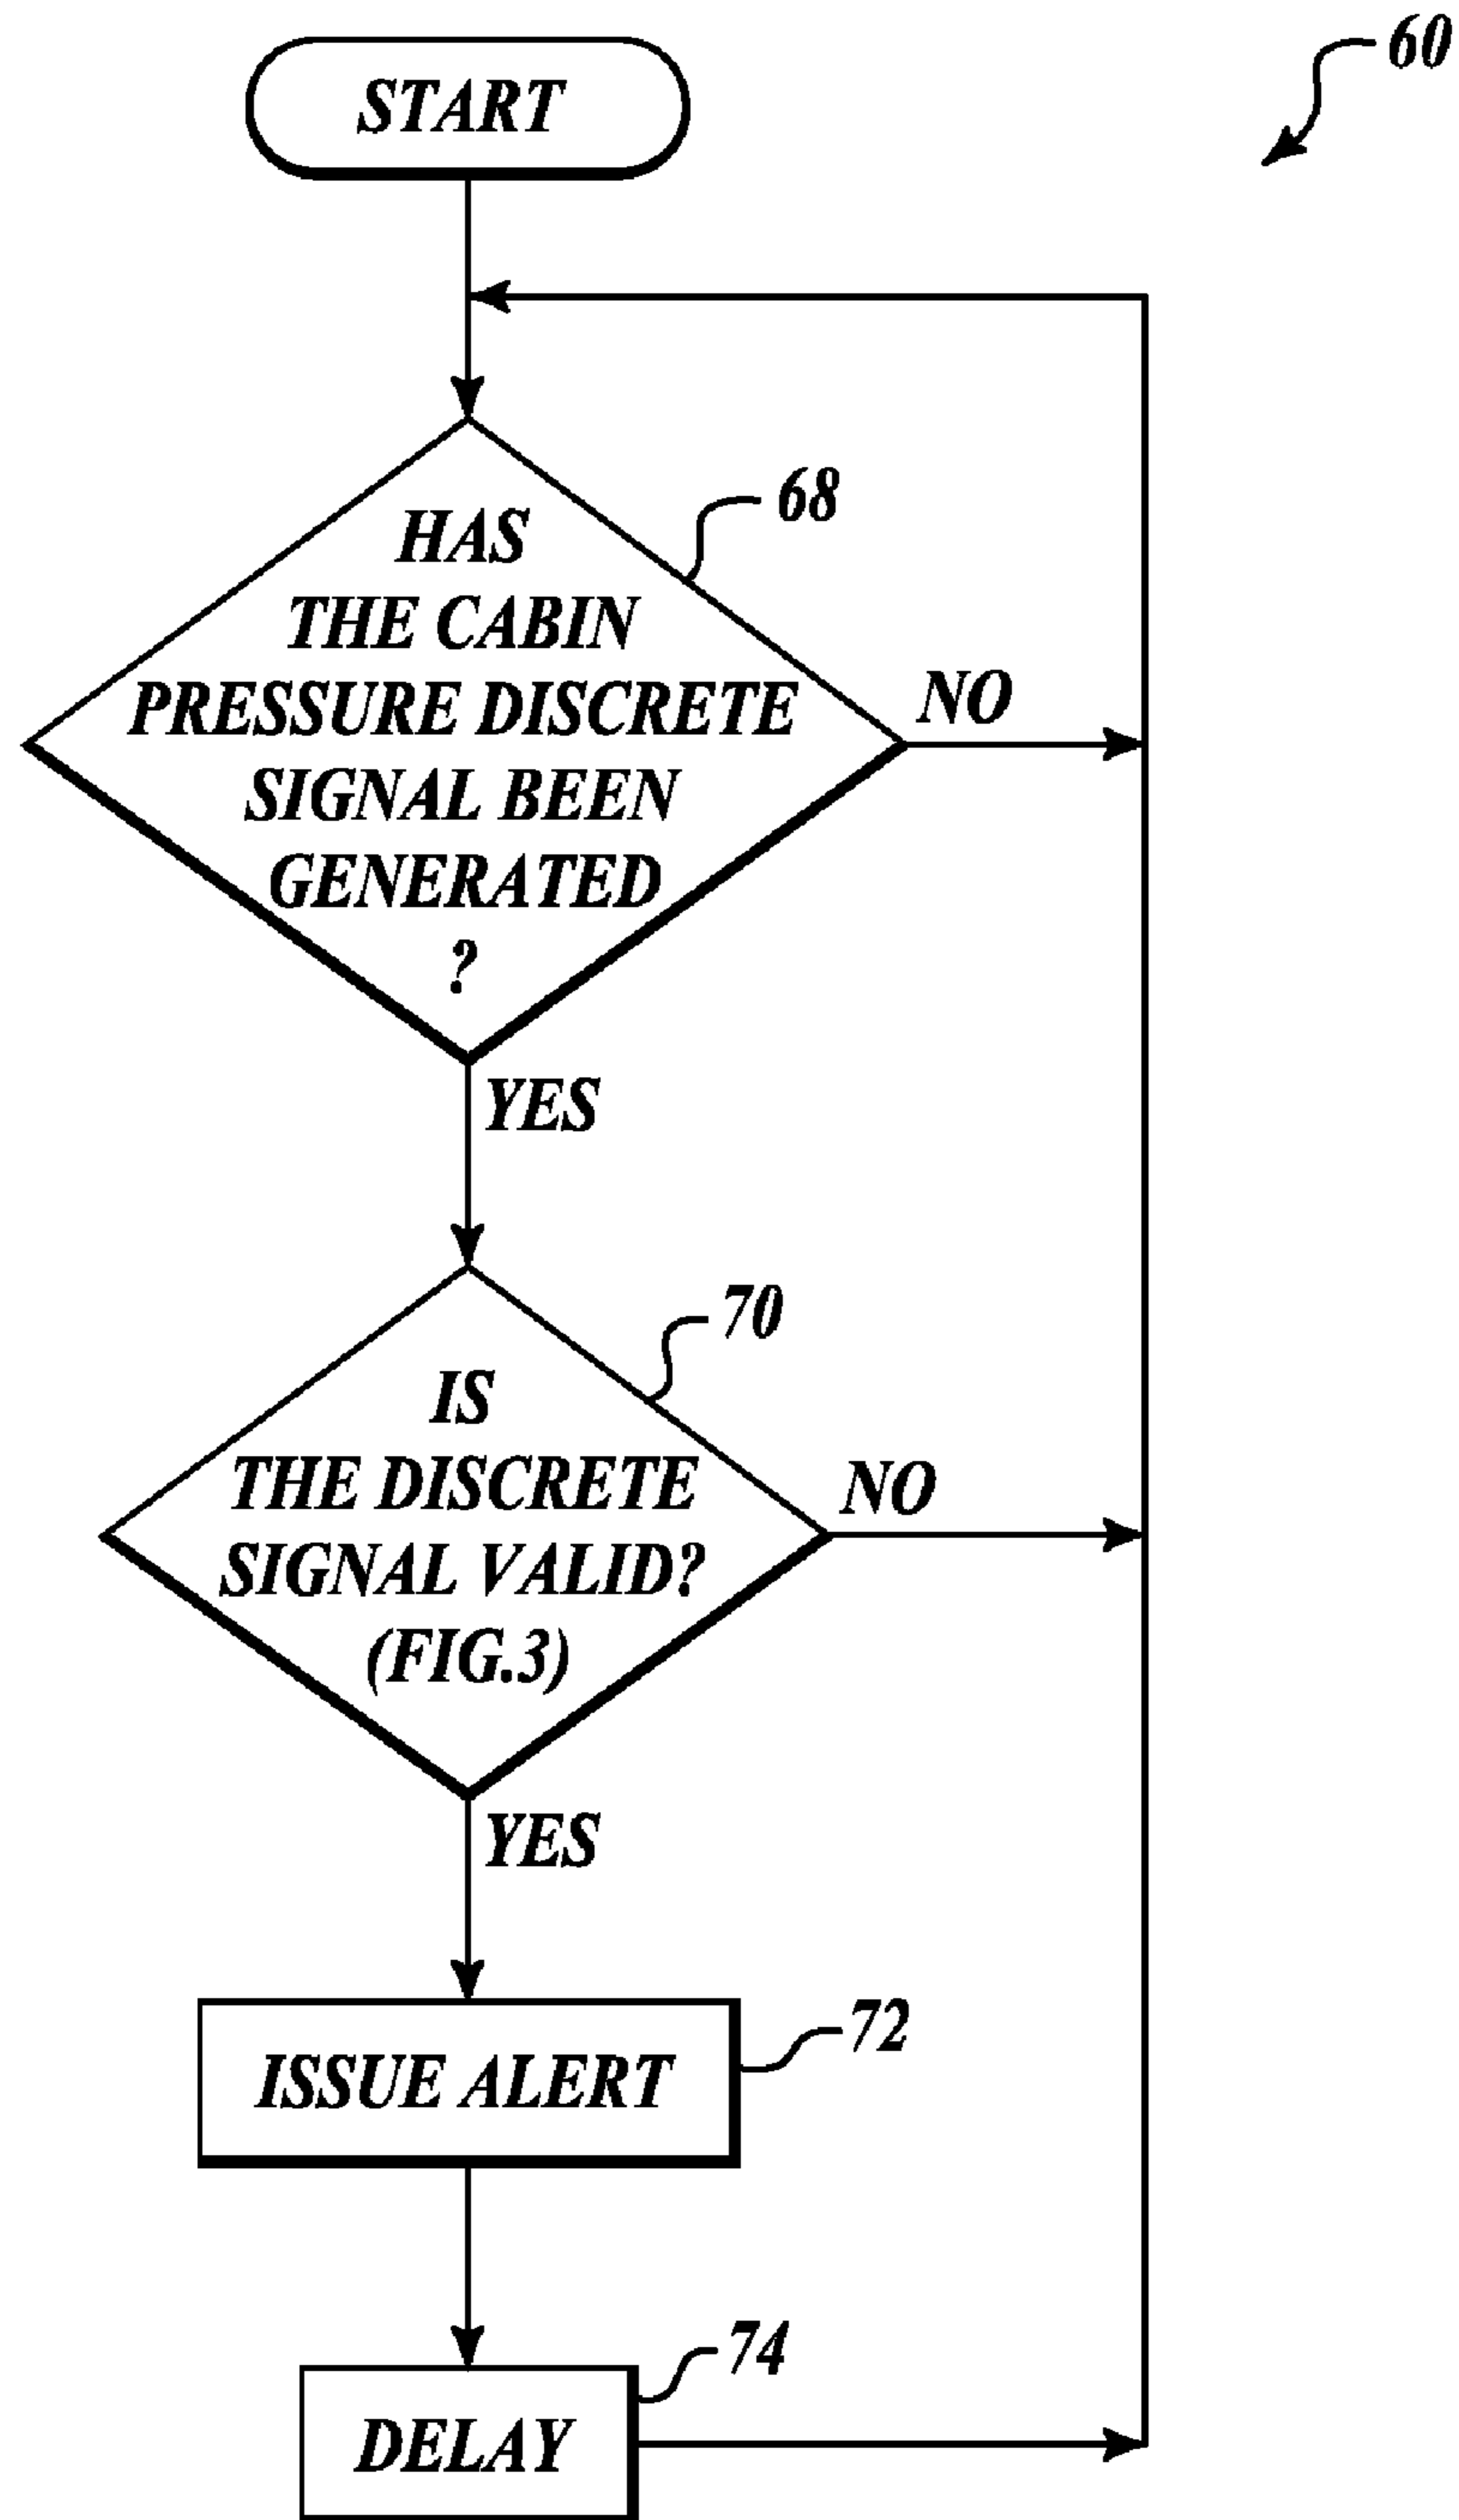 60
START
68
HAS
THE CABIN
PRESSURE DISCRETE
SIGNAL BEEN
GENERATED
?
NO
YES
70
IS
THE DISCRETE
SIGNAL VALID?
(FIG.3)
NO
YES
72
ISSUE ALERT
74
DELAY